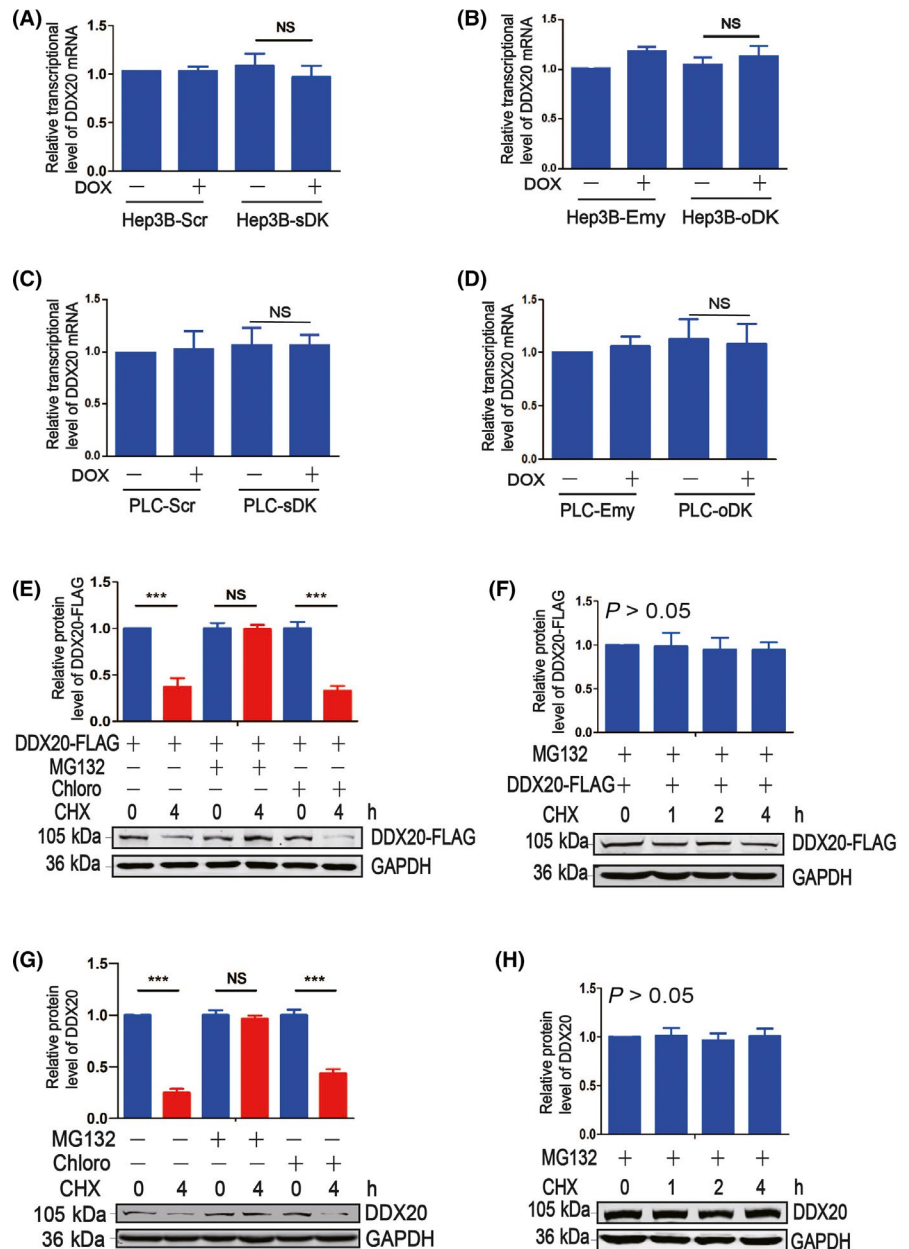 (A)
Relative transcriptional
level of DDX20 mRNA
1.5
1.0
0.5
0.0
NS
DOX – + – +
Hep3B-Scr Hep3B-sDK
(B)
Relative transcriptional
level of DDX20 mRNA
1.5
1.0
0.5
0.0
NS
DOX – + – +
Hep3B-Emy Hep3B-oDK
(C)
Relative transcriptional
level of DDX20 mRNA
1.5
1.0
0.5
0.0
NS
DOX – + – +
PLC-Scr PLC-sDK
(D)
Relative transcriptional
level of DDX20 mRNA
1.5
1.0
0.5
0.0
NS
DOX – + – +
PLC-Emy PLC-oDK
(E)
Relative protein
level of DDX20-FLAG
1.5
1.0
0.5
0.0
*** NS ***
DDX20-FLAG + + + + + +
MG132 – – + + – –
Chloro – – – – + +
CHX 0 4 0 4 0 4 h
105 kDa DDX20-FLAG
36 kDa GAPDH
(F)
Relative protein
level of DDX20-FLAG
1.5
1.0
0.5
0.0
P > 0.05
MG132 + + + +
DDX20-FLAG + + + +
CHX 0 1 2 4 h
105 kDa DDX20-FLAG
36 kDa GAPDH
(G)
Relative protein
level of DDX20
1.5
1.0
0.5
0.0
*** NS ***
MG132 – – + + – –
Chloro – – – – + +
CHX 0 4 0 4 0 4 h
105 kDa DDX20
36 kDa GAPDH
(H)
Relative protein
level of DDX20
1.5
1.0
0.5
0.0
P > 0.05
MG132 + + + +
CHX 0 1 2 4 h
105 kDa DDX20
36 kDa GAPDH